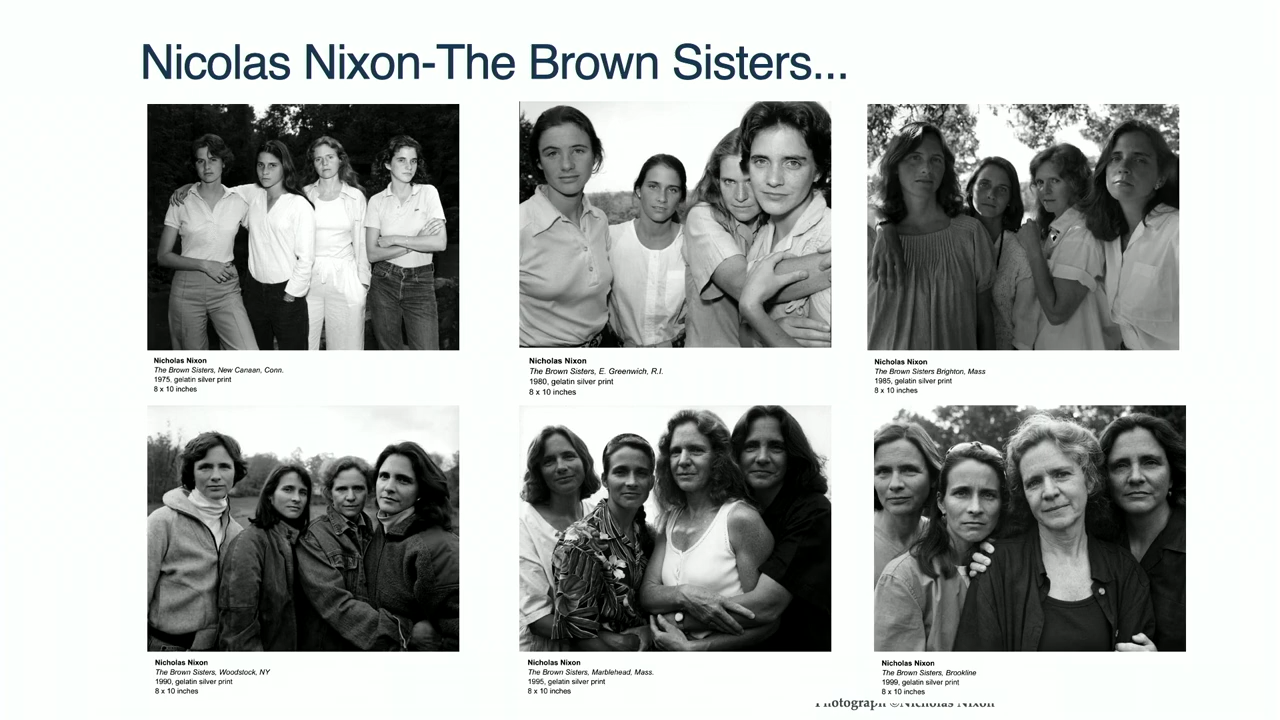 Nicolas Nixon-The Brown Sisters...
Nicholas Nixon
The Brown Sisters, New Canaan, Conn.
1975, gelatin silver print
8 x 10 inches
Nicholas Nixon
The Brown Sisters, E. Greenwich, R.I.
1980, gelatin silver print
8 x 10 inches
Nicholas Nixon
The Brown Sisters Brighton, Mass
1985, gelatin silver print
8 x 10 inches
Nicholas Nixon
The Brown Sisters, Woodstock, NY
1990, gelatin silver print
8 x 10 inches
Nicholas Nixon
The Brown Sisters, Marblehead, Mass.
1995, gelatin silver print
8 x 10 inches
Nicholas Nixon
The Brown Sisters, Brookline
1999, gelatin silver print
8 x 10 inches
Photograph ©Nicholas Nixon